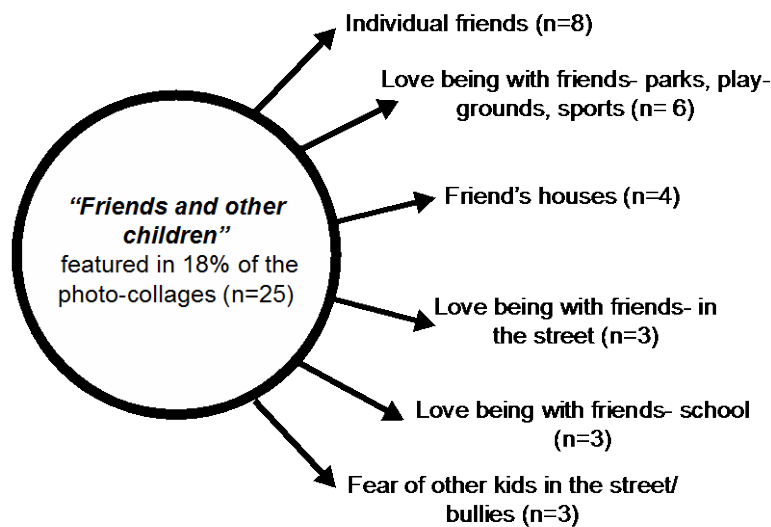 Individual friends (n=8)
Love being with friends- parks, play-
grounds, sports (n= 6)
“Friends and other
children”
featured in 18% of the
photo-collages (n=25)
Friend’s houses (n=4)
Love being with friends- in
the street (n=3)
Love being with friends- school
(n=3)
Fear of other kids in the street/
bullies (n=3)